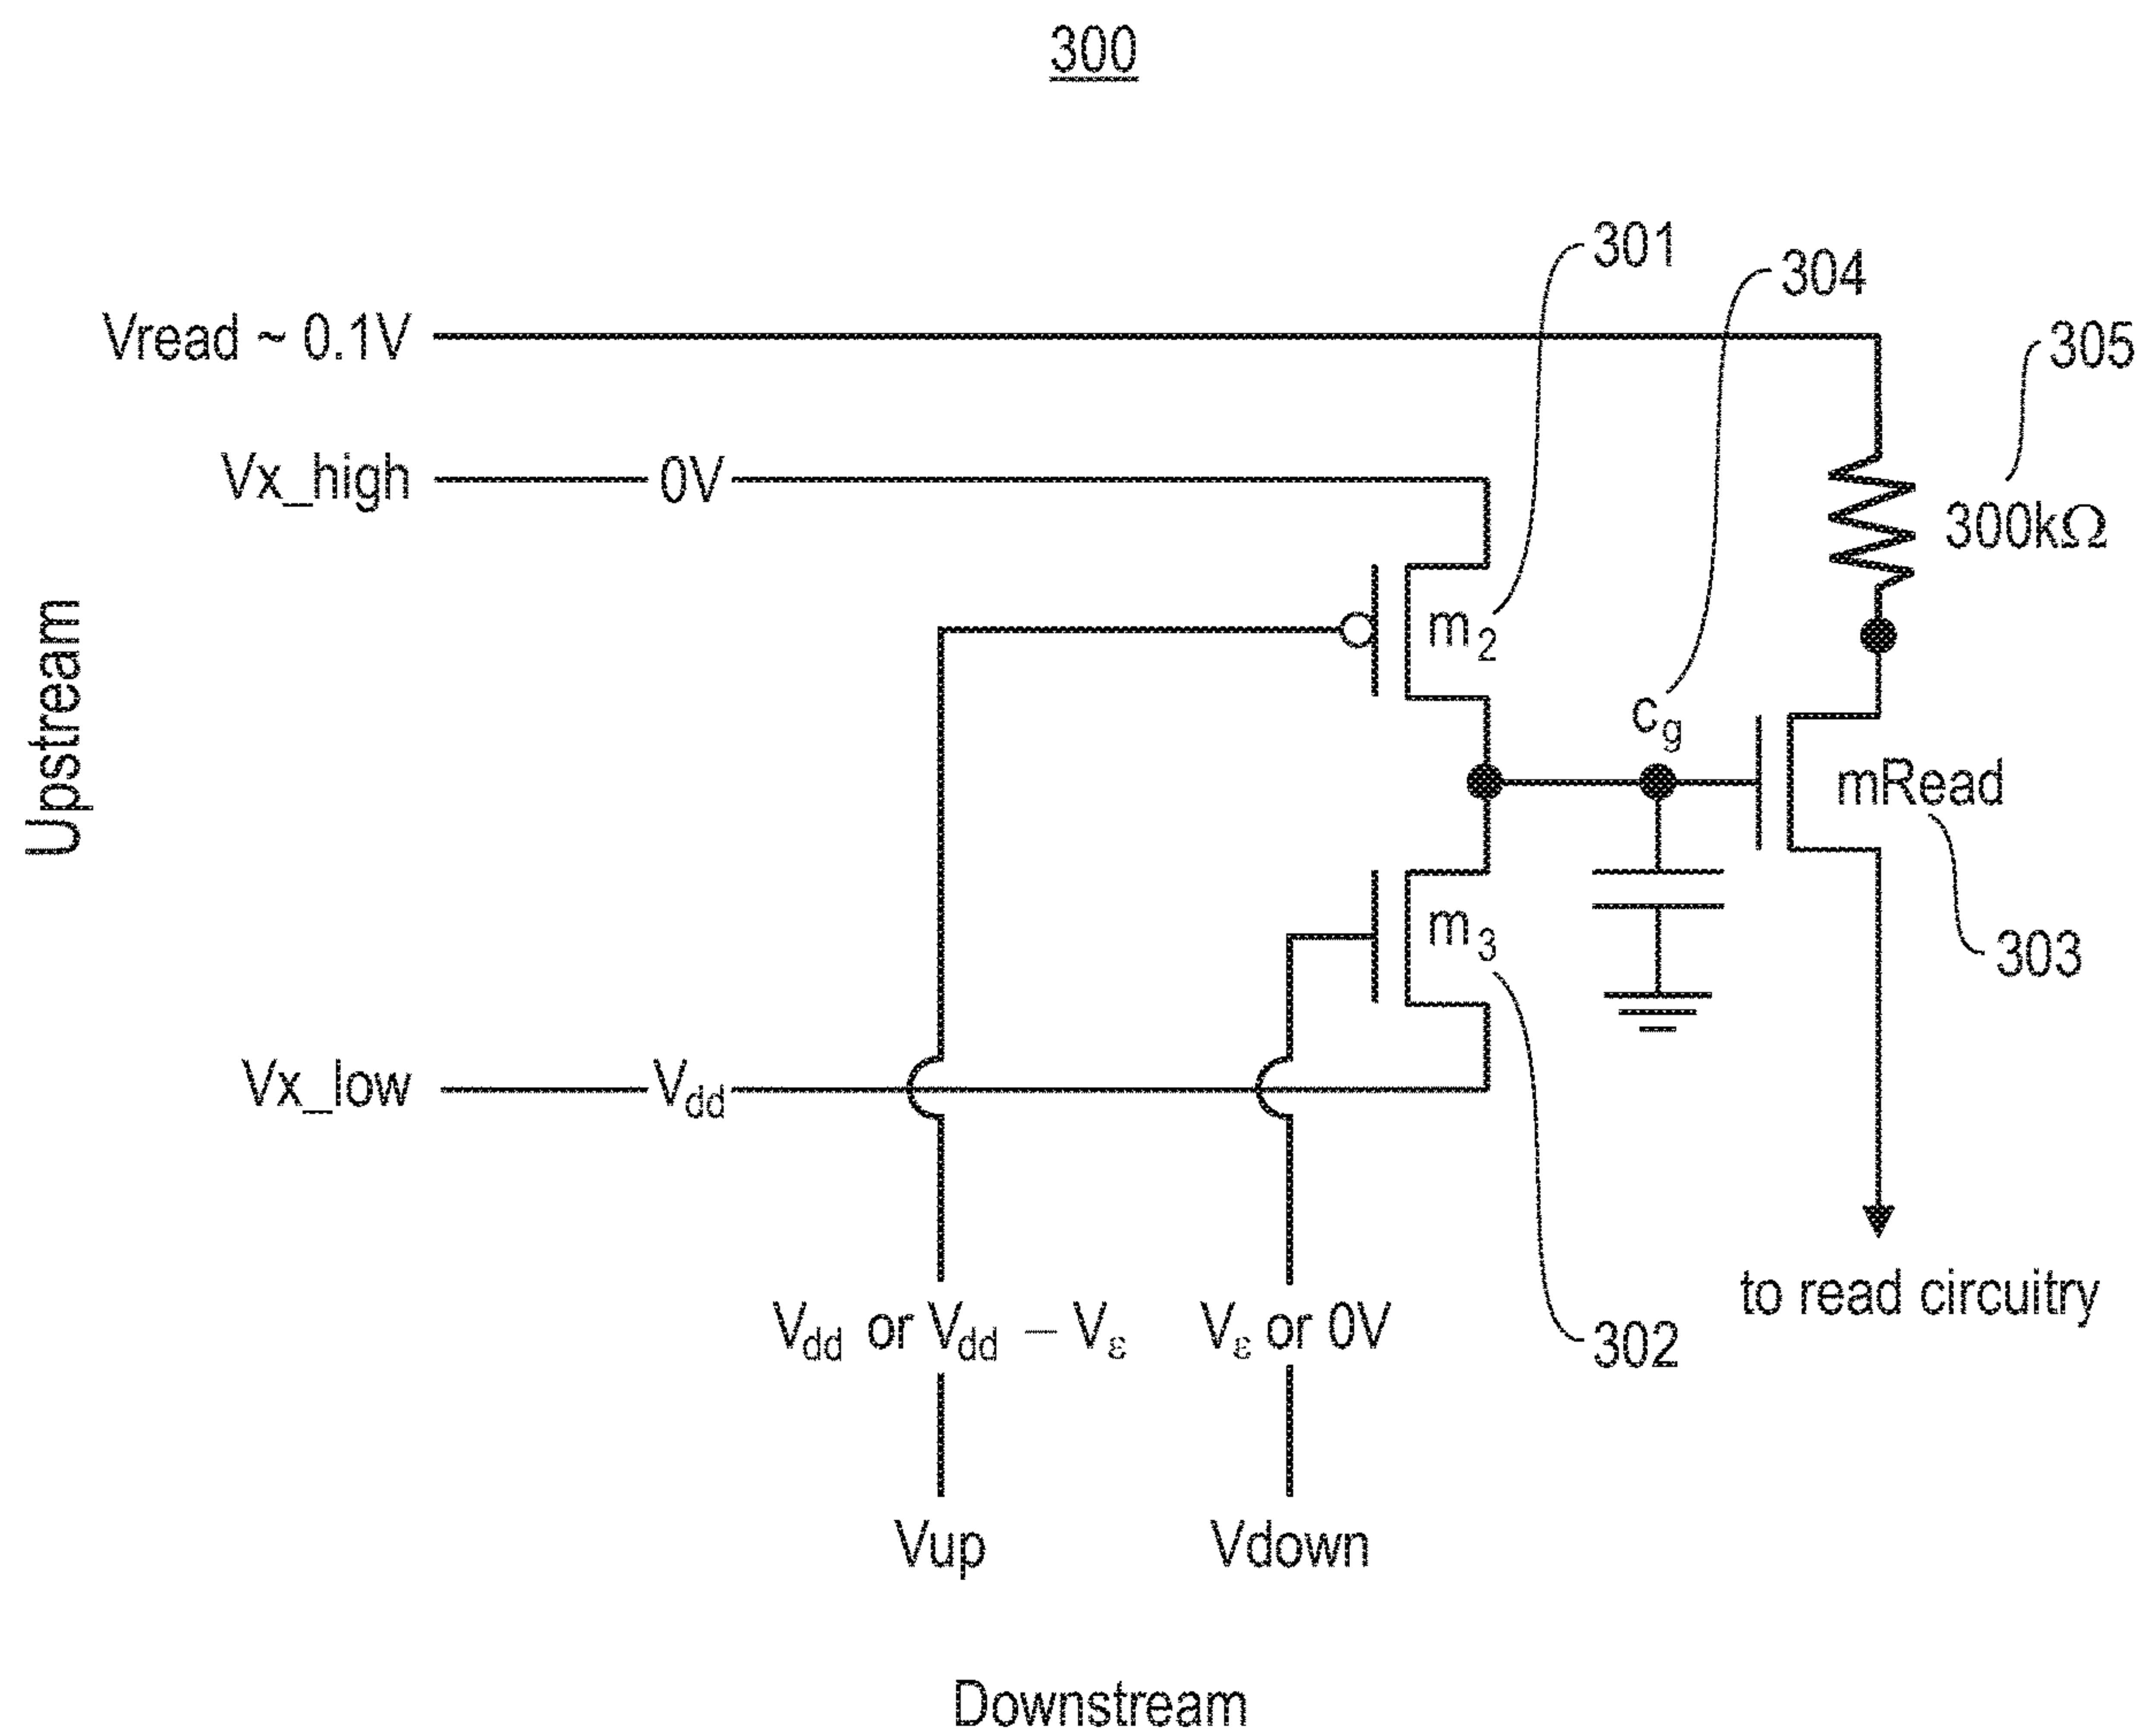 300
301
304
Vread ~ 0.1V
305
Vx_high
0V
300kΩ
m2
Upstream
cg
mRead
m3
303
Vx_low
Vdd
to read circuitry
Vdd or Vdd – Vε
Vε or 0V
302
Vup
Vdown
Downstream